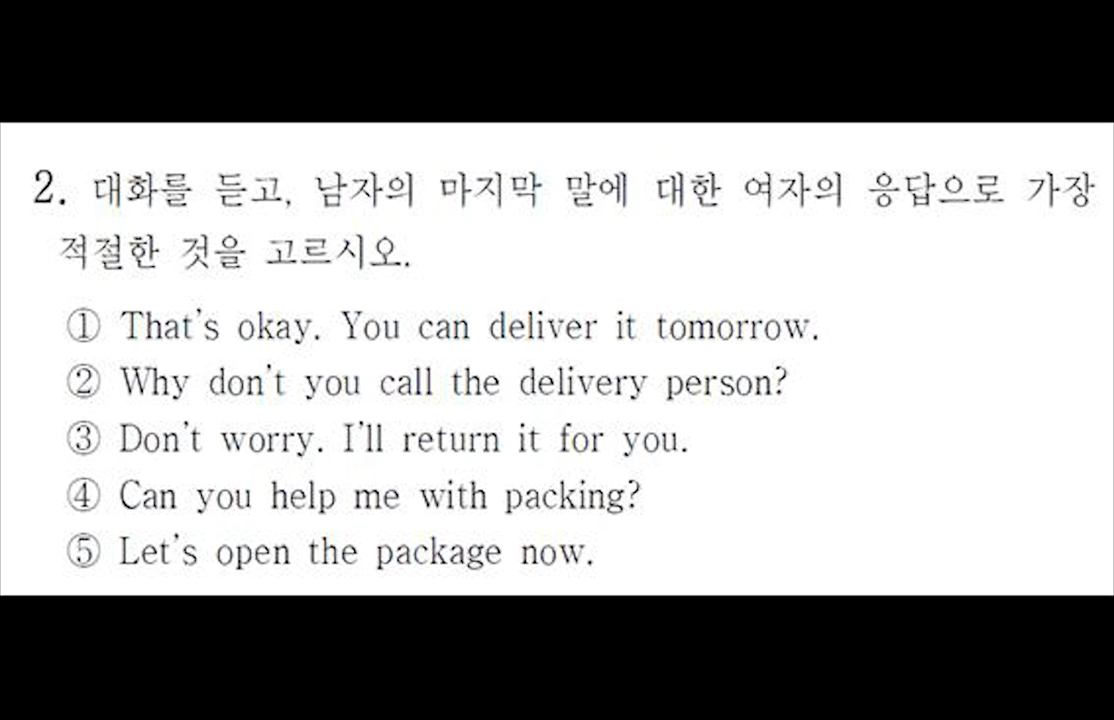 2. 대화를 듣고, 남자의 마지막 말에 대한 여자의 응답으로 가장
적절한 것을 고르시오.
① That's okay. You can deliver it tomorrow.
② Why don't you call the delivery person?
③ Don't worry. I'll return it for you.
④ Can you help me with packing?
⑤ Let's open the package now.